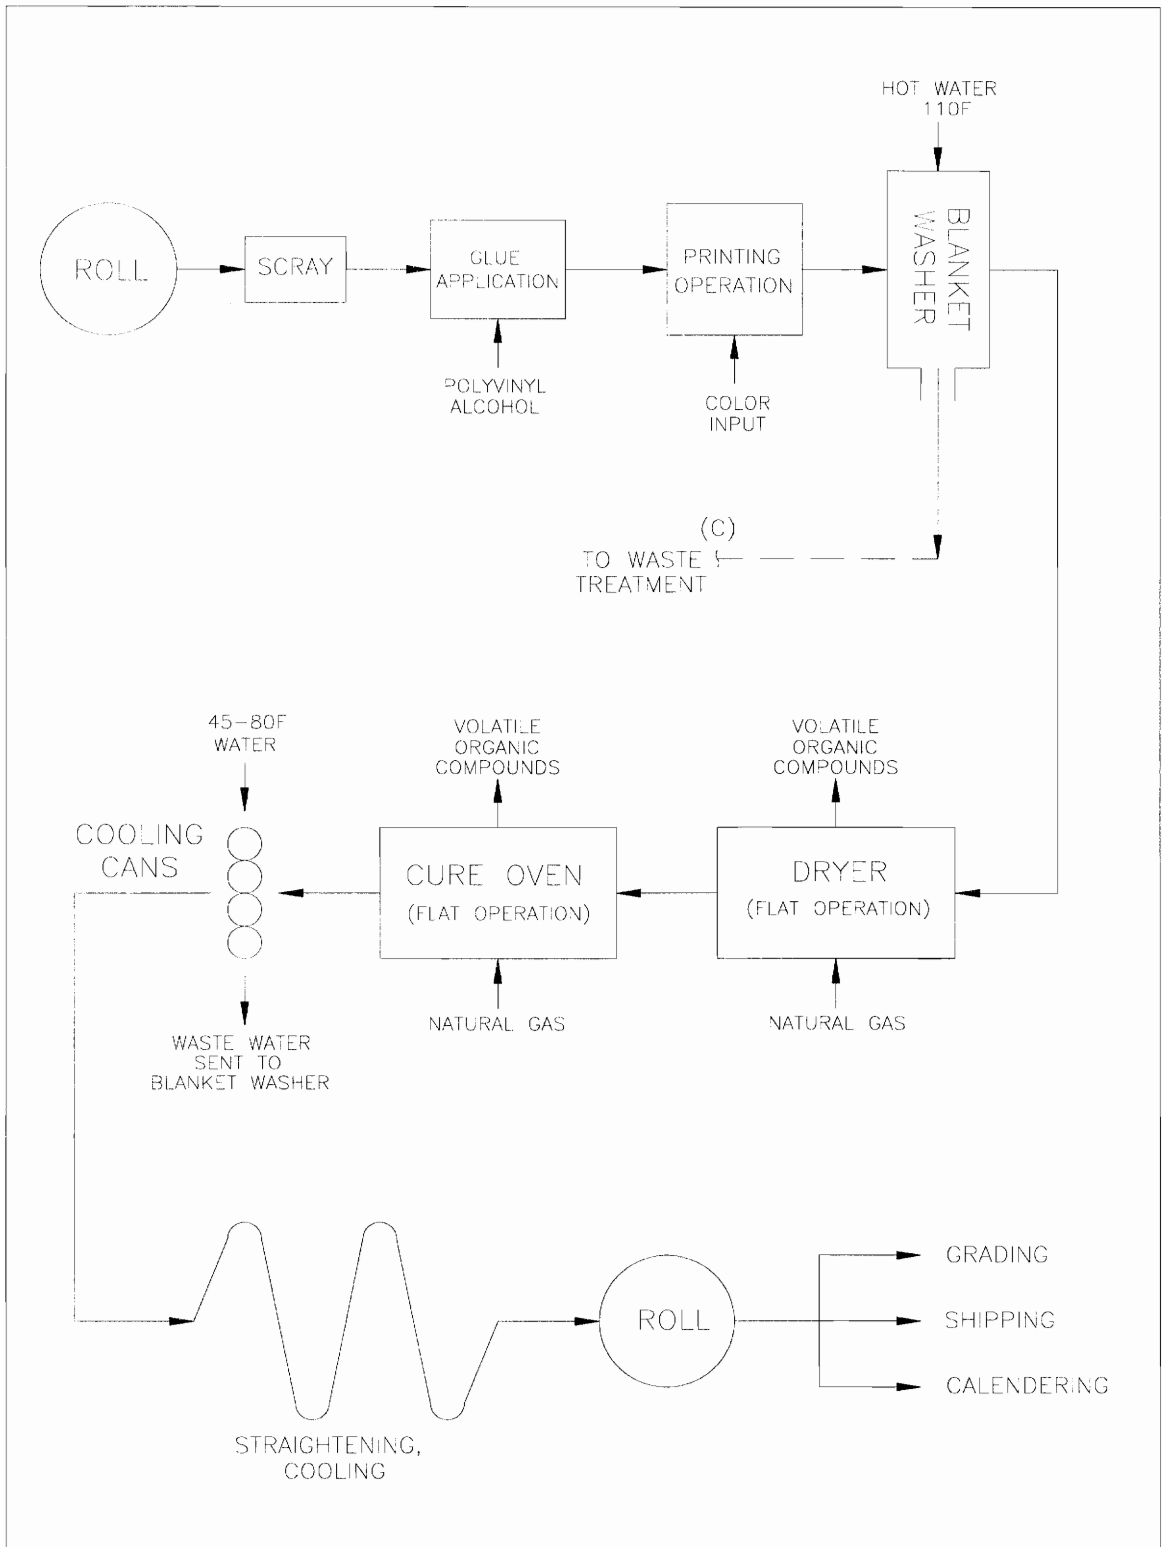 HOT WATER
110F
ROLL
SCRAY
GLUE
APPLICATION
PRINTING
OPERATION
BLANKET
WASHER
POLYVINYL
ALCOHOL
COLOR
INPUT
(C)
TO WASTE
TREATMENT
45-80F
WATER
VOLATILE
ORGANIC
COMPOUNDS
VOLATILE
ORGANIC
COMPOUNDS
COOLING
CANS
CURE OVEN
(FLAT OPERATION)
DRYER
(FLAT OPERATION)
NATURAL GAS
NATURAL GAS
WASTE WATER
SENT TO
BLANKET WASHER
STRAIGHTENING,
COOLING
ROLL
GRADING
SHIPPING
CALENDERING